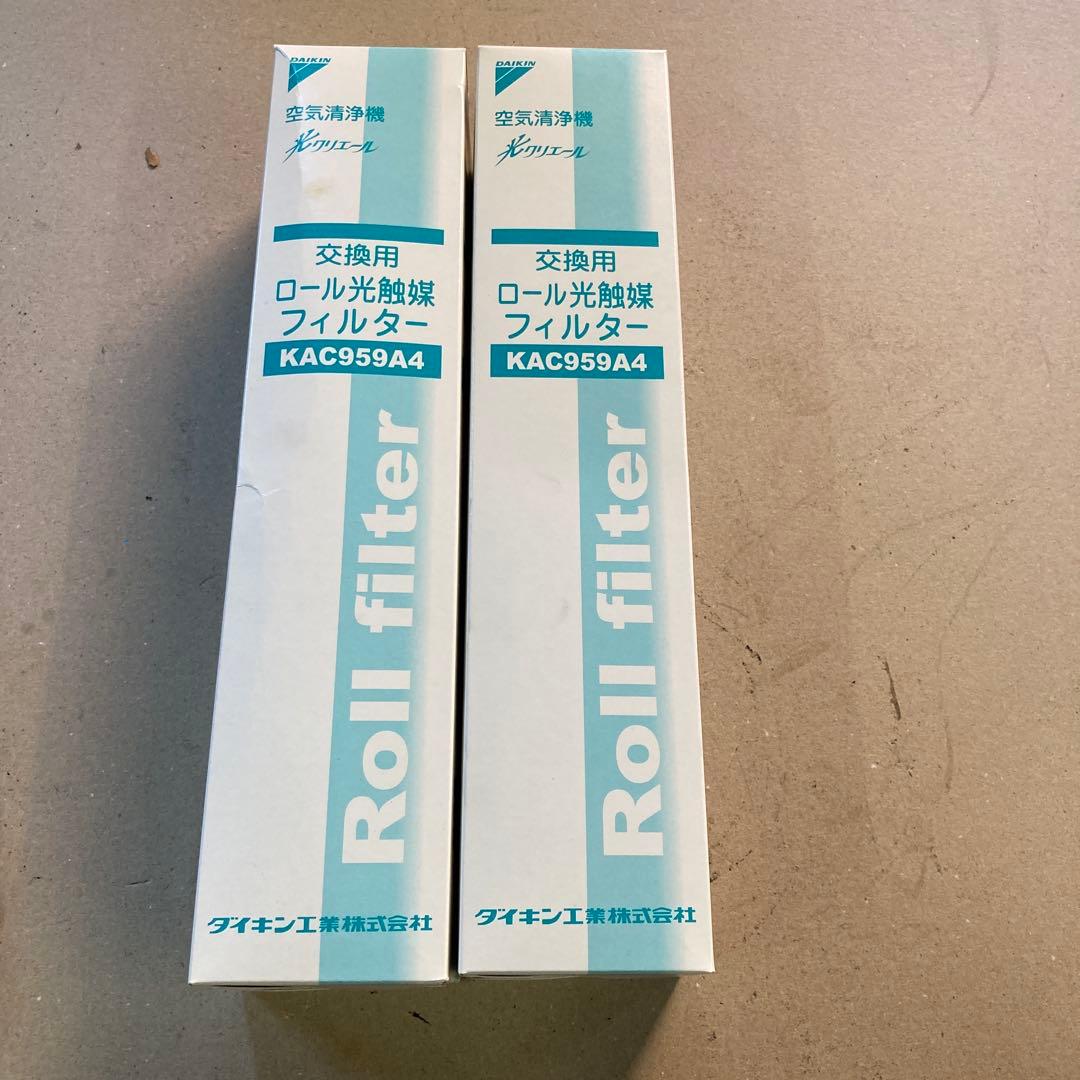 DAIKIN
空気清浄機
光クリエール
交換用
ロール光触媒
フィルター
KAC959A4
Roll filter
ダイキン工業株式会社
DAIKIN
空気清浄機
光クリエール
交換用
ロール光触媒
フィルター
KAC959A4
Roll filter
ダイキン工業株式会社